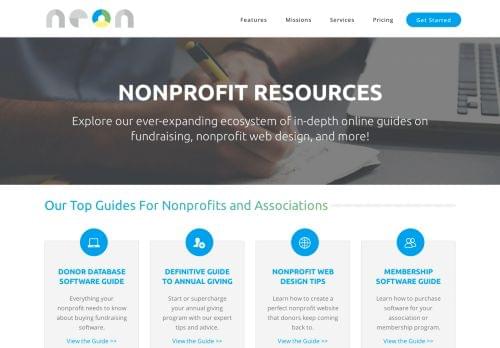 neon
Features Missions Services Pricing Get Started
NONPROFIT RESOURCES
Explore our ever-expanding ecosystem of in-depth online guides on
fundraising, nonprofit web design, and more!
Our Top Guides For Nonprofits and Associations
DONOR DATABASE
SOFTWARE GUIDE
Everything your
nonprofit needs to know
about buying fundraising
software.
View the Guide >>
DEFINITIVE GUIDE
TO ANNUAL GIVING
Start or supercharge
your annual giving
program with our expert
tips and advice.
View the Guide >>
NONPROFIT WEB
DESIGN TIPS
Learn how to create a
perfect nonprofit website
that donors keep coming
back to.
View the Guide >>
MEMBERSHIP
SOFTWARE GUIDE
Learn how to purchase
software for your
association or
membership program.
View the Guide >>